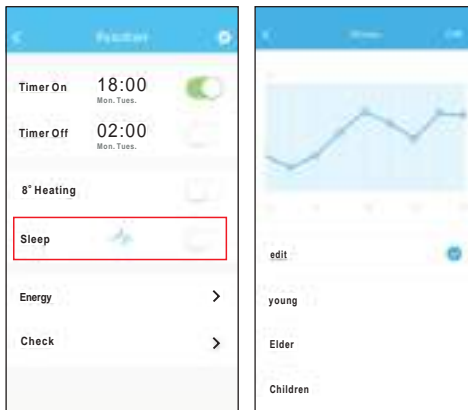 Function
Timer On 18:00
Mon. Tues.
Timer Off 02:00
Mon. Tues.
8° Heating
Sleep
Energy
Check
edit
young
Elder
Children